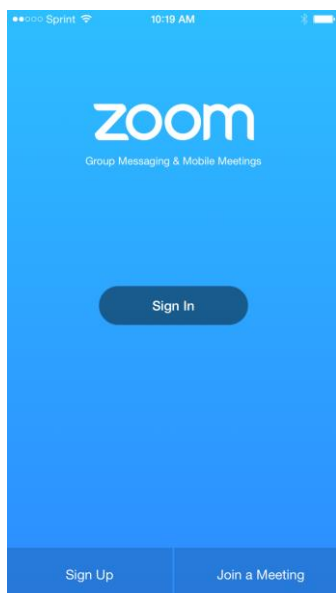 Sprint 10:19 AM
zoom
Group Messaging & Mobile Meetings
Sign In
Sign Up Join a Meeting